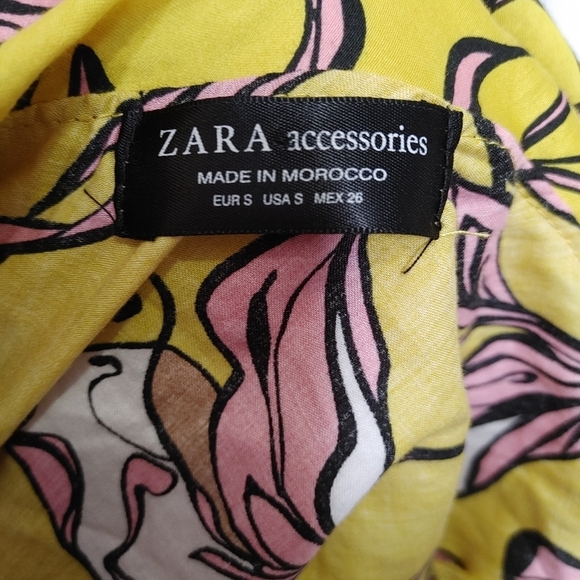 ZARA accessories
MADE IN MOROCCO
EUR S USA S MEX 26